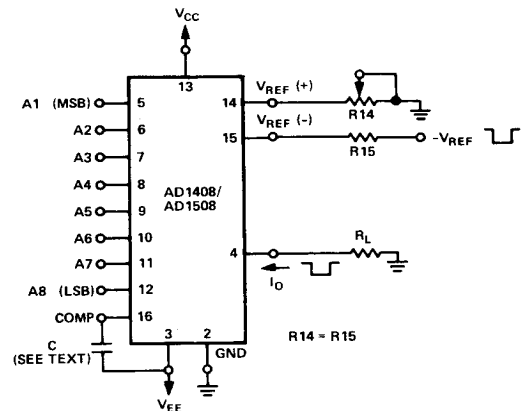 VCC
13
A1 (MSB) 5
A2 6
A3 7
A4 8
A5 9
A6 10
A7 11
A8 (LSB) 12
COMP 16
C
(SEE TEXT)
AD1408/
AD1508
14 VREF (+)
R14
15 VREF (-)
R15
-VREF
4
RL
IO
3
2
GND
VEE
R14 = R15